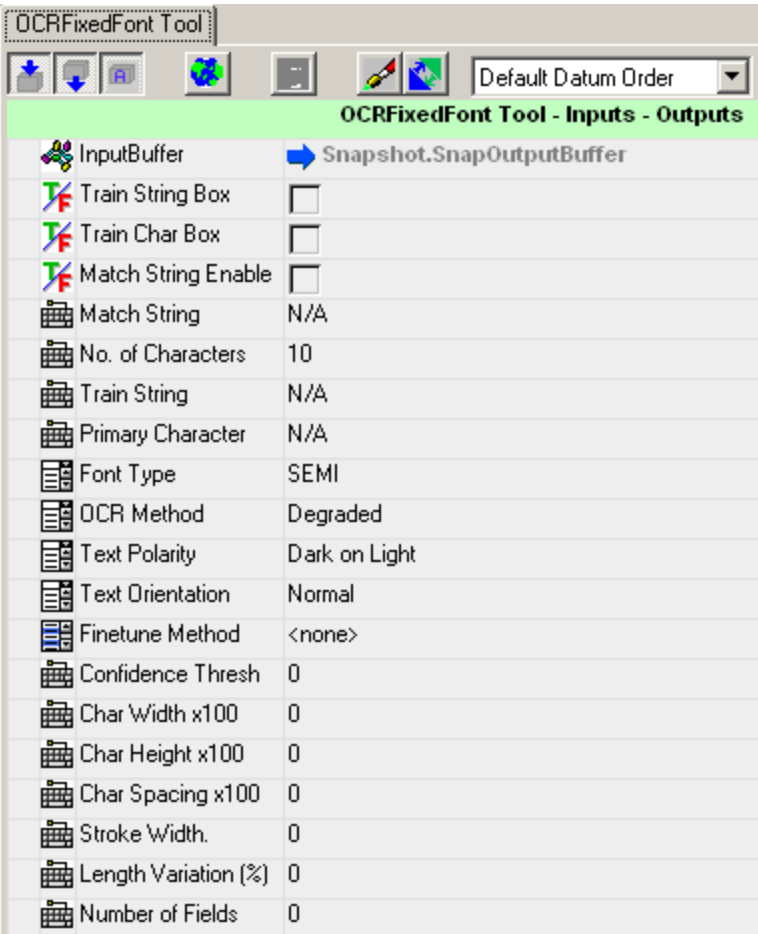 OCRFixedFont Tool
A Default Datum Order
OCRFixedFont Tool - Inputs - Outputs
InputBuffer Snapshot.SnapOutputBuffer
T/F Train String Box
T/F Train Char Box
T/F Match String Enable
Match String N/A
No. of Characters 10
Train String N/A
Primary Character N/A
Font Type SEMI
OCR Method Degraded
Text Polarity Dark on Light
Text Orientation Normal
Finetune Method <none>
Confidence Thresh 0
Char Width x100 0
Char Height x100 0
Char Spacing x100 0
Stroke Width. 0
Length Variation (%) 0
Number of Fields 0